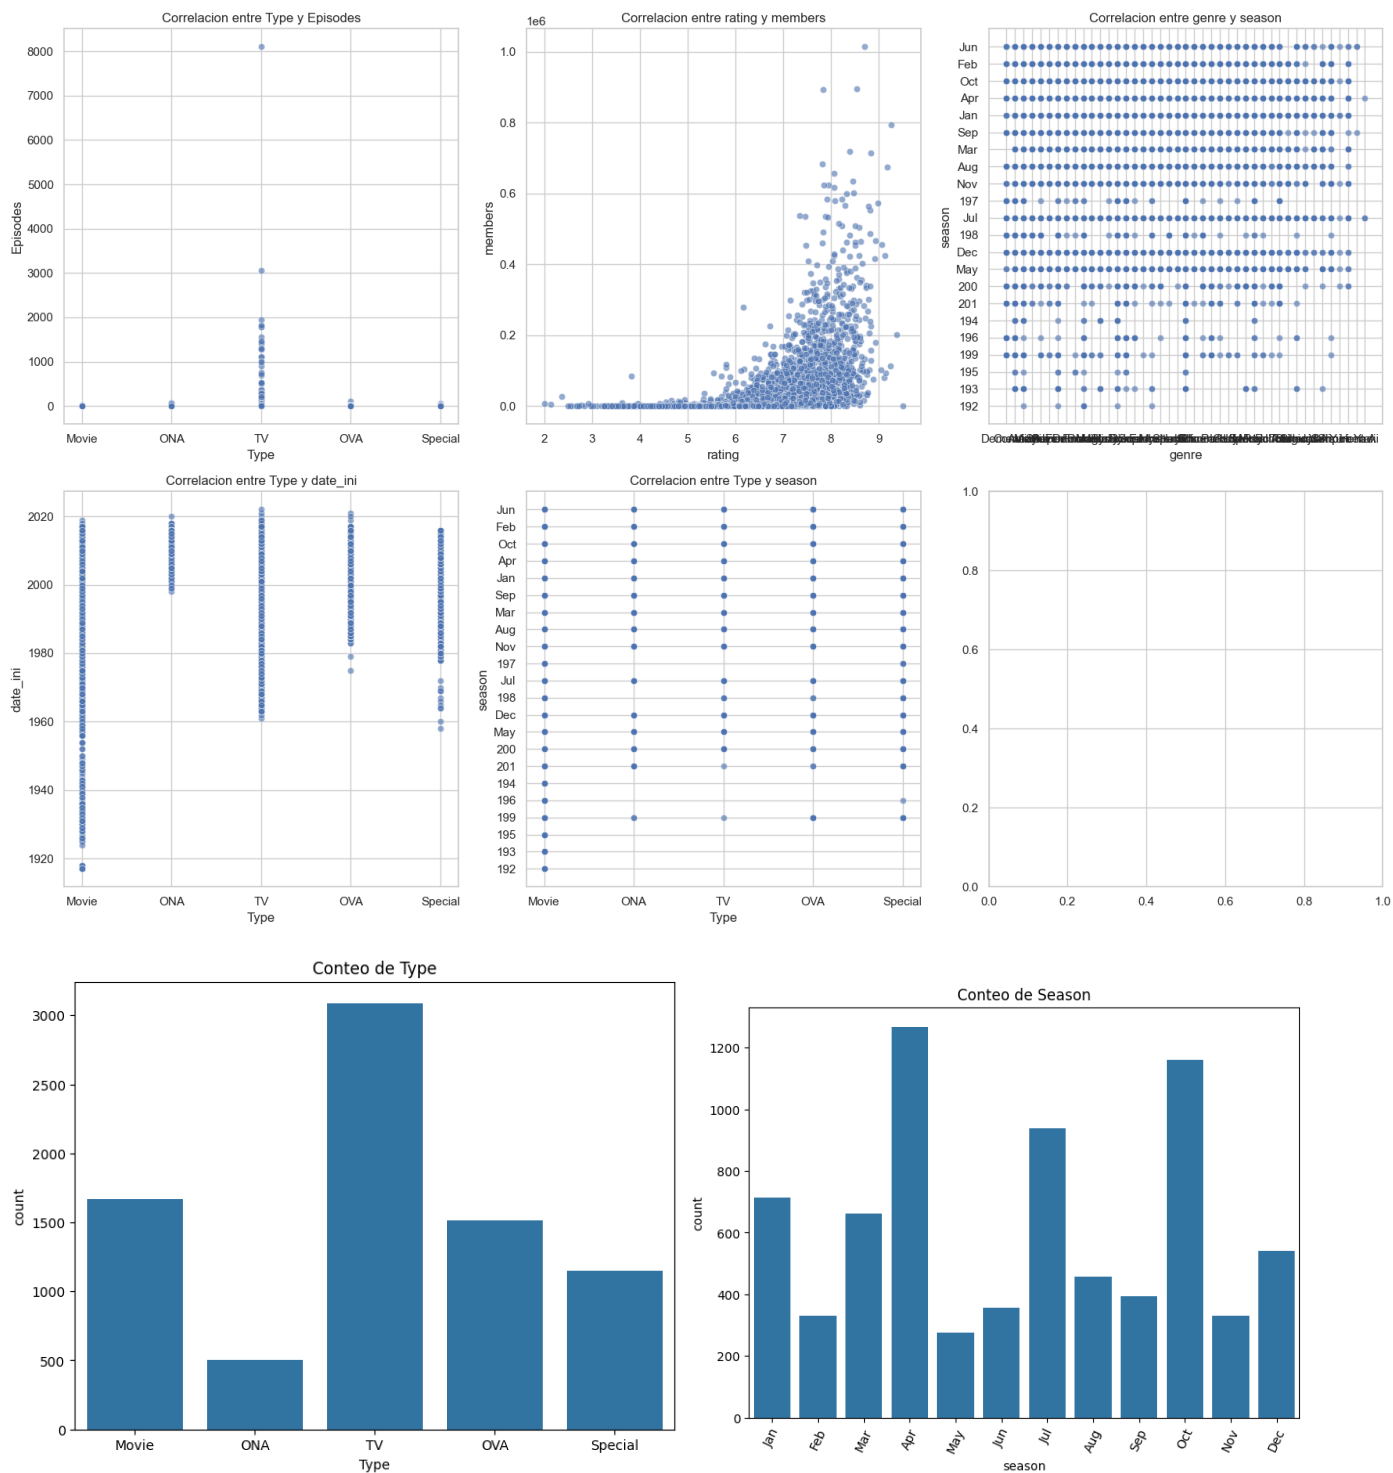 Correlacion entre Type y Episodes
8000
7000
6000
5000
4000
3000
2000
1000
0
Episodes
Movie ONA TV OVA Special
Type
Correlacion entre rating y members
1e6
1.0
0.8
0.6
0.4
0.2
0.0
members
2 3 4 5 6 7 8 9
rating
Correlacion entre genre y season
Jun
Feb
Oct
Apr
Jan
Sep
Mar
Aug
Nov
197
Jul
198
Dec
May
200
201
194
196
199
195
193
192
season
genre
Correlacion entre Type y date_ini
2020
2000
1980
1960
1940
1920
date_ini
Movie ONA TV OVA Special
Type
Correlacion entre Type y season
Jun
Feb
Oct
Apr
Jan
Sep
Mar
Aug
Nov
197
Jul
198
Dec
May
200
201
194
196
199
195
193
192
season
Movie ONA TV OVA Special
Type
1.0
0.8
0.6
0.4
0.2
0.0
0.0 0.2 0.4 0.6 0.8 1.0
Conteo de Type
3000
2500
2000
1500
1000
500
0
count
Movie ONA TV OVA Special
Type
Conteo de Season
1200
1000
800
600
400
200
0
count
Jan Feb Mar Apr May Jun Jul Aug Sep Oct Nov Dec
season